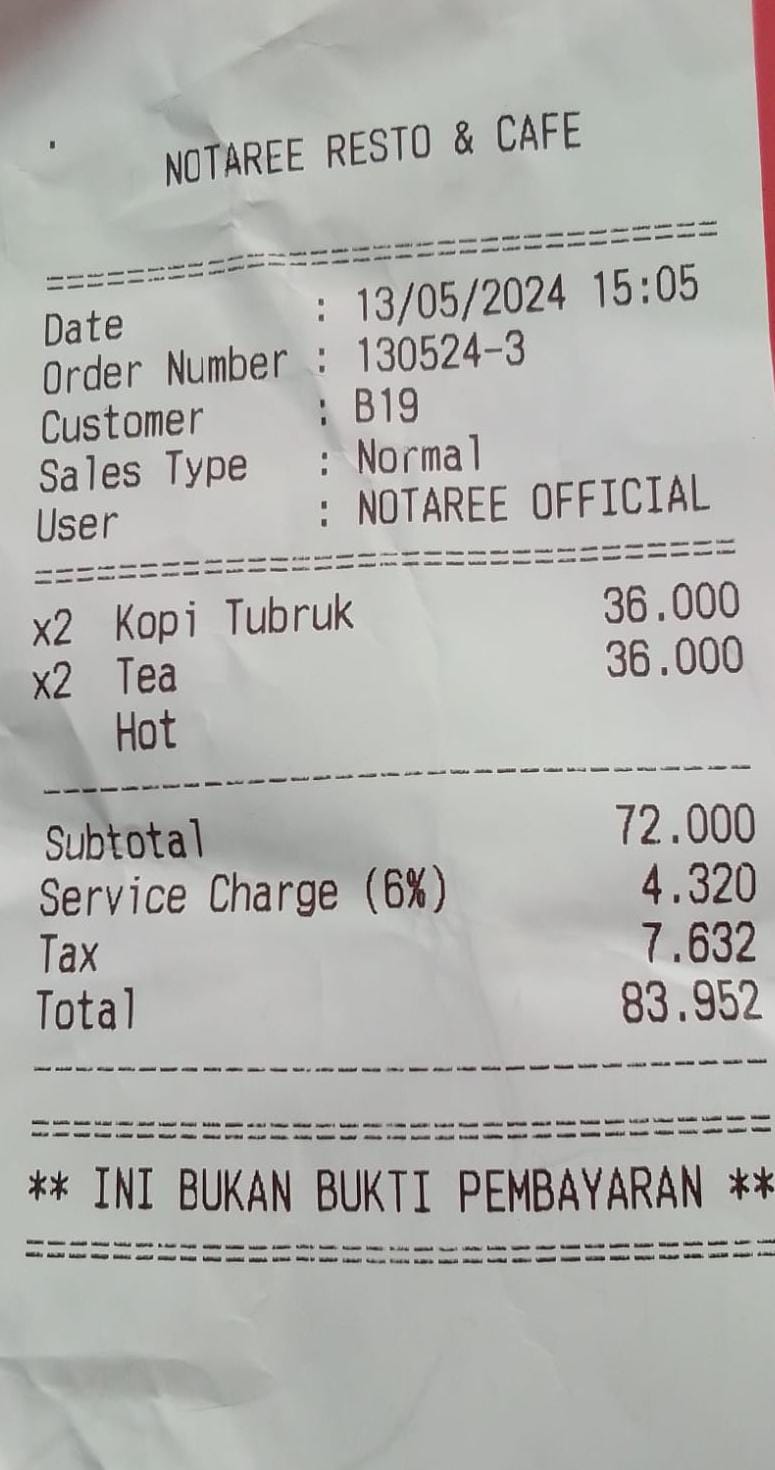 NOTAREE RESTO & CAFE
================================
Date : 13/05/2024 15:05
Order Number : 130524-3
Customer : B19
Sales Type : Normal
User : NOTAREE OFFICIAL
================================
x2 Kopi Tubruk 36.000
x2 Tea 36.000
Hot
--------------------------------
Subtotal 72.000
Service Charge (6%) 4.320
Tax 7.632
Total 83.952
--------------------------------
================================
** INI BUKAN BUKTI PEMBAYARAN **
================================